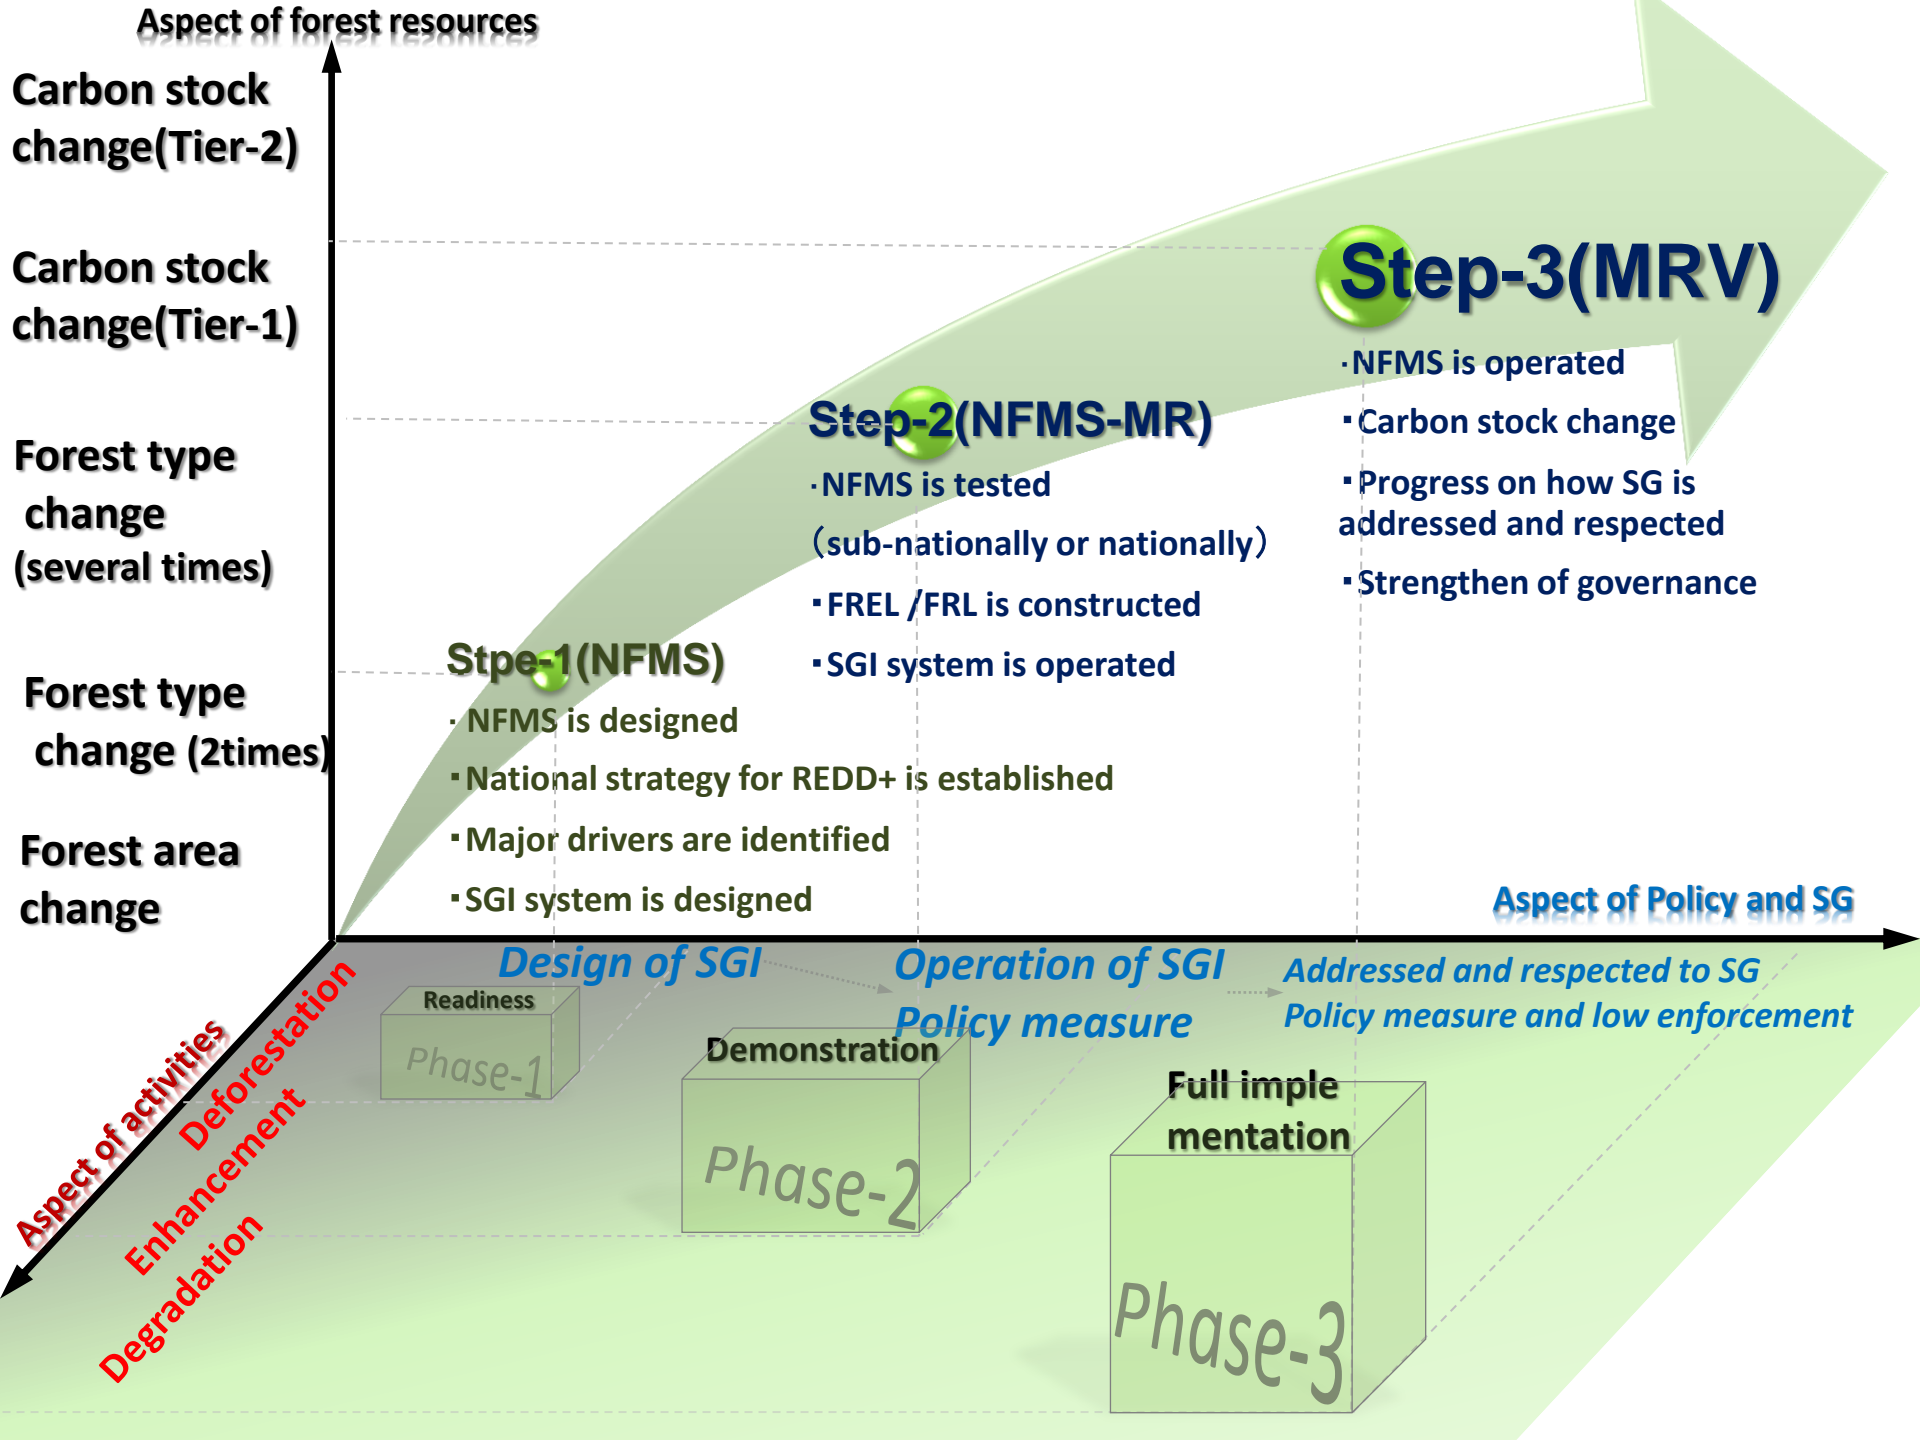 Aspect of forest resources
Carbon stock
change(Tier-2)
Carbon stock
change(Tier-1)
Forest type
change
(several times)
Forest type
change (2times)
Forest area
change
Step-3(MRV)
・NFMS is operated
・Carbon stock change
・Progress on how SG is
addressed and respected
・Strengthen of governance
Step-2(NFMS-MR)
・NFMS is tested
（sub-nationally or nationally）
・FREL /FRL is constructed
・SGI system is operated
Stpe-1(NFMS)
・NFMS is designed
・National strategy for REDD+ is established
・Major drivers are identified
・SGI system is designed
Aspect of Policy and SG
Design of SGI
Operation of SGI
Policy measure
Addressed and respected to SG
Policy measure and low enforcement
Aspect of activities
Deforestation
Enhancement
Degradation
Readiness
Phase-1
Demonstration
Phase-2
Full imple
mentation
Phase-3